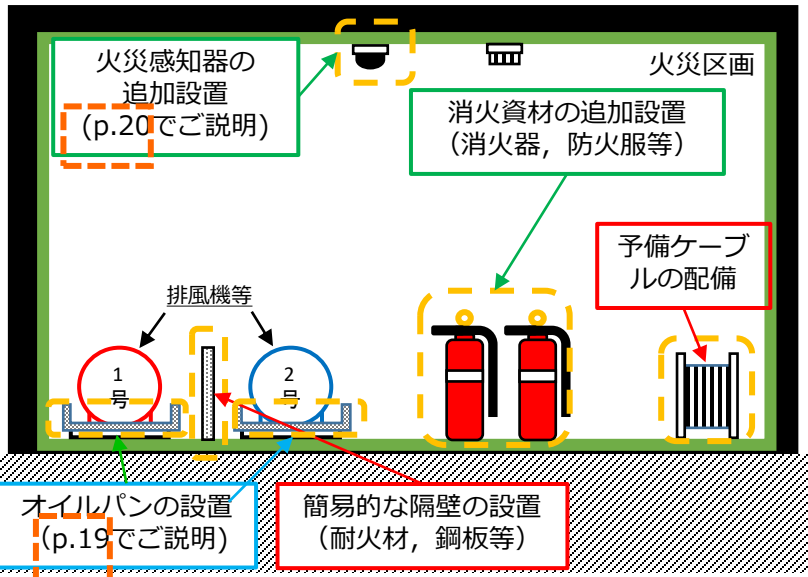 火災感知器の
追加設置
(p.20でご説明)
火災区画
消火資材の追加設置
（消火器，防火服等）
予備ケーブ
ルの配備
排風機等
1
号
2
号
オイルパンの設置
(p.19でご説明)
簡易的な隔壁の設置
（耐火材，鋼板等）